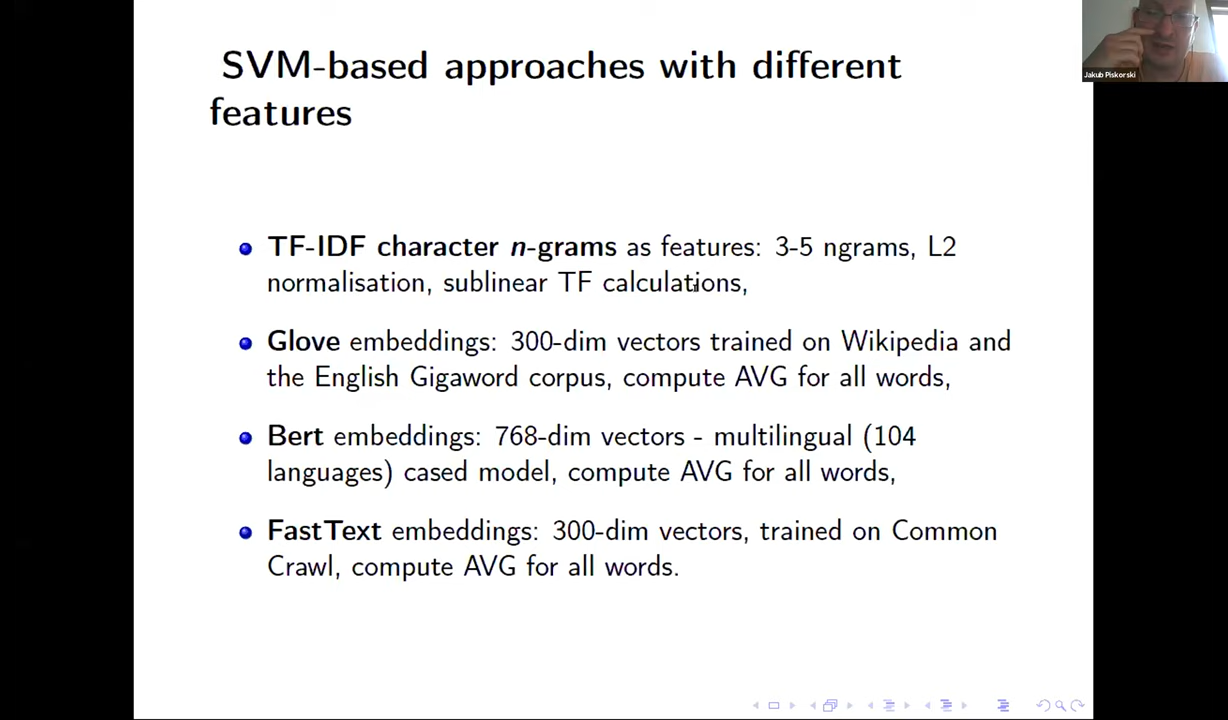 Jakub Piskorski
SVM-based approaches with different
features
TF-IDF character n-grams as features: 3-5 ngrams, L2
normalisation, sublinear TF calculations,
Glove embeddings: 300-dim vectors trained on Wikipedia and
the English Gigaword corpus, compute AVG for all words,
Bert embeddings: 768-dim vectors - multilingual (104
languages) cased model, compute AVG for all words,
FastText embeddings: 300-dim vectors, trained on Common
Crawl, compute AVG for all words.